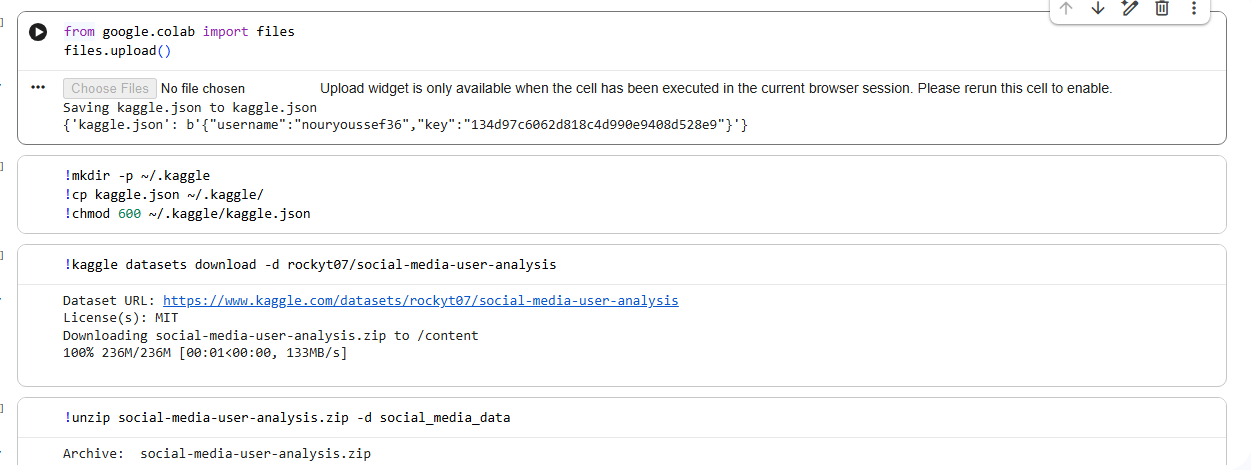 from google.colab import files
files.upload()
Choose Files No file chosen Upload widget is only available when the cell has been executed in the current browser session. Please rerun this cell to enable.
Saving kaggle.json to kaggle.json
{'kaggle.json': b'{"username":"nouryoussef36","key":"134d97c6062d818c4d990e9408d528e9"}'}
!mkdir -p ~/.kaggle
!cp kaggle.json ~/.kaggle/
!chmod 600 ~/.kaggle/kaggle.json
!kaggle datasets download -d rockyt07/social-media-user-analysis
Dataset URL: https://www.kaggle.com/datasets/rockyt07/social-media-user-analysis
License(s): MIT
Downloading social-media-user-analysis.zip to /content
100% 236M/236M [00:01<00:00, 133MB/s]
!unzip social-media-user-analysis.zip -d social_media_data
Archive:  social-media-user-analysis.zip